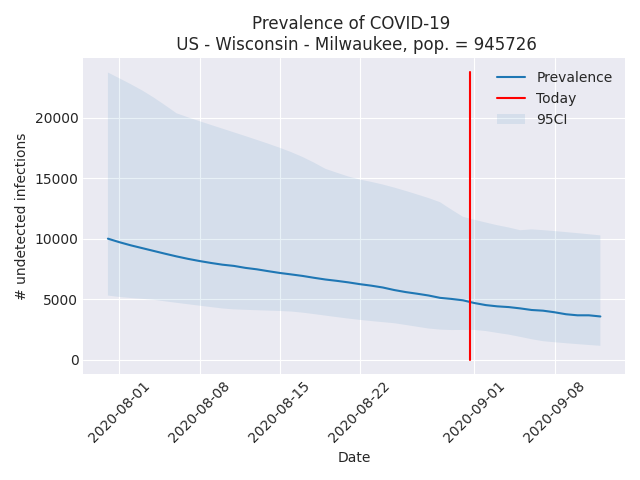 Prevalence of COVID-19
US - Wisconsin - Milwaukee, pop. = 945726
Prevalence
Today
95CI
20000
15000
10000
5000
0
# undetected infections
2020-08-01
2020-08-08
2020-08-15
2020-08-22
2020-09-01
2020-09-08
Date